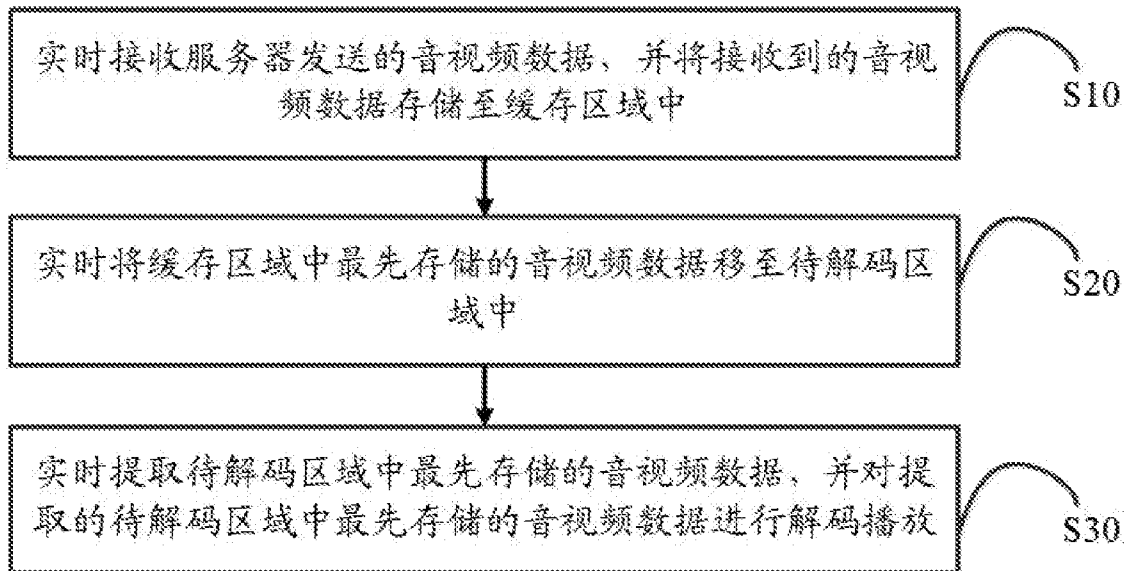 实时接收服务器发送的音视频数据、并将接收到的音视
频数据存储至缓存区域中
S10
实时将缓存区域中最先存储的音视频数据移至待解码区
域中
S20
实时提取待解码区域中最先存储的音视频数据、并对提
取的待解码区域中最先存储的音视频数据进行解码播放
S30